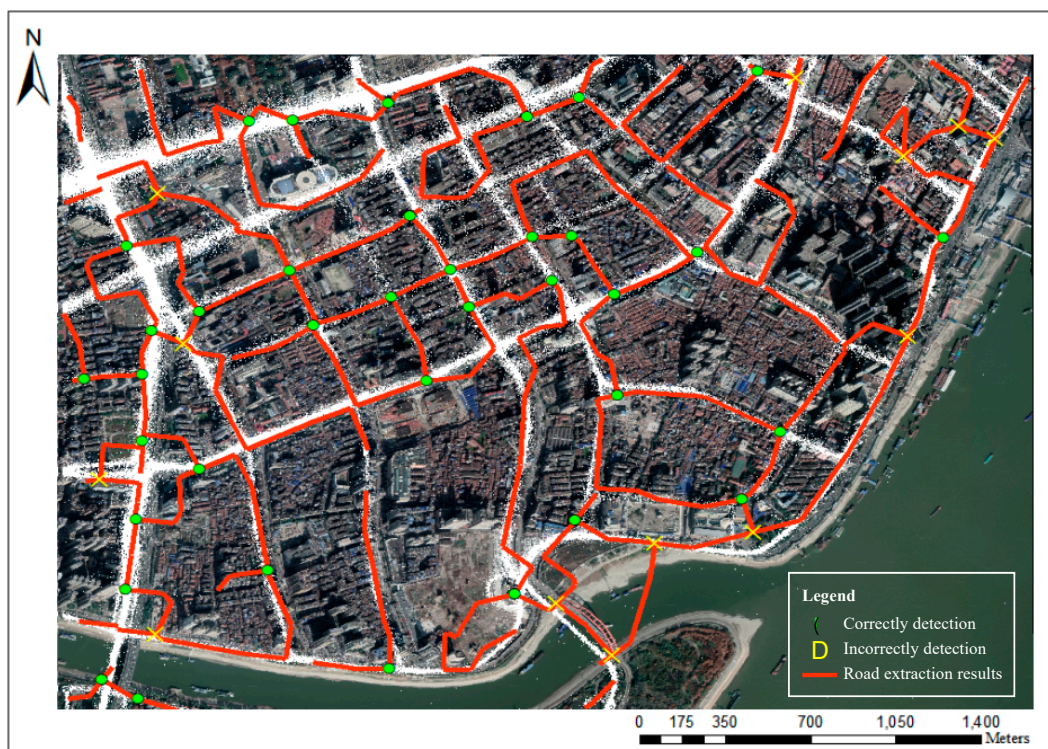 N
Legend
( Correctly detection
D Incorrectly detection
Road extraction results
0 175 350 700 1,050 1,400
Meters